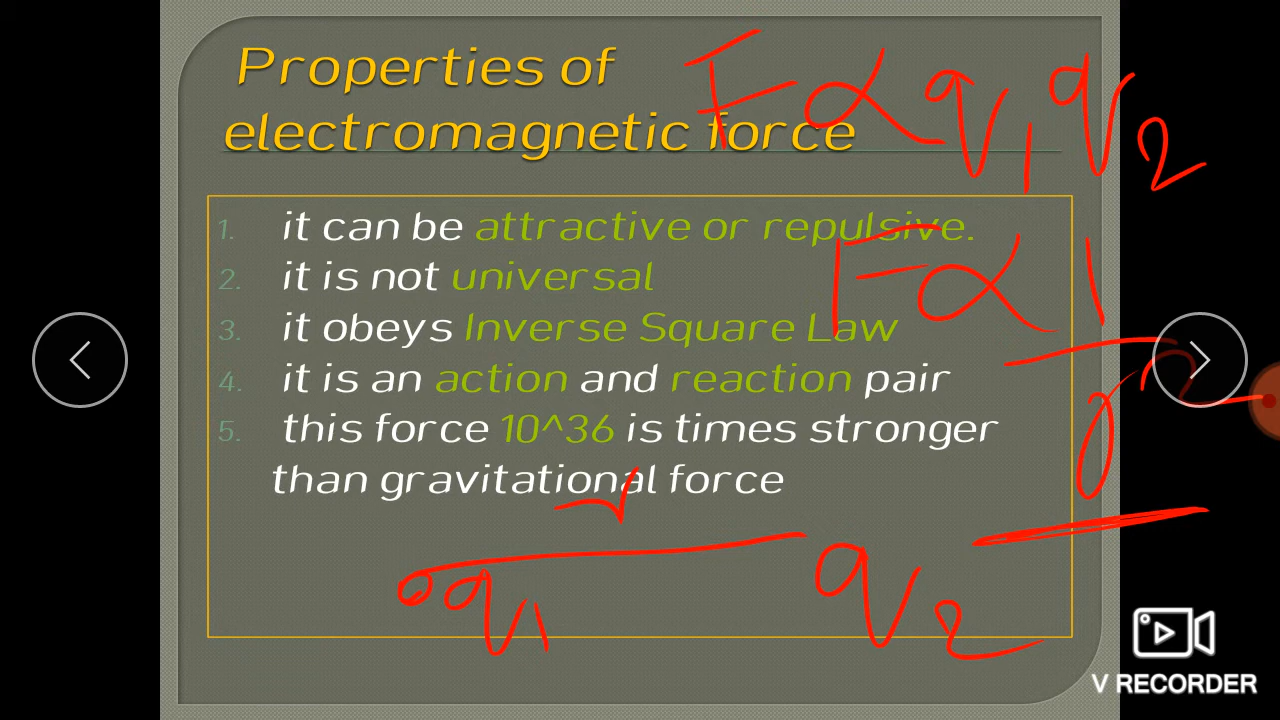 Properties of
electromagnetic force
F ∝ q1 q2
1. it can be attractive or repulsive.
2. it is not universal
3. it obeys Inverse Square Law
F ∝ 1
4. it is an action and reaction pair
5. this force 10^36 is times stronger
than gravitational force
q1
q2
V RECORDER